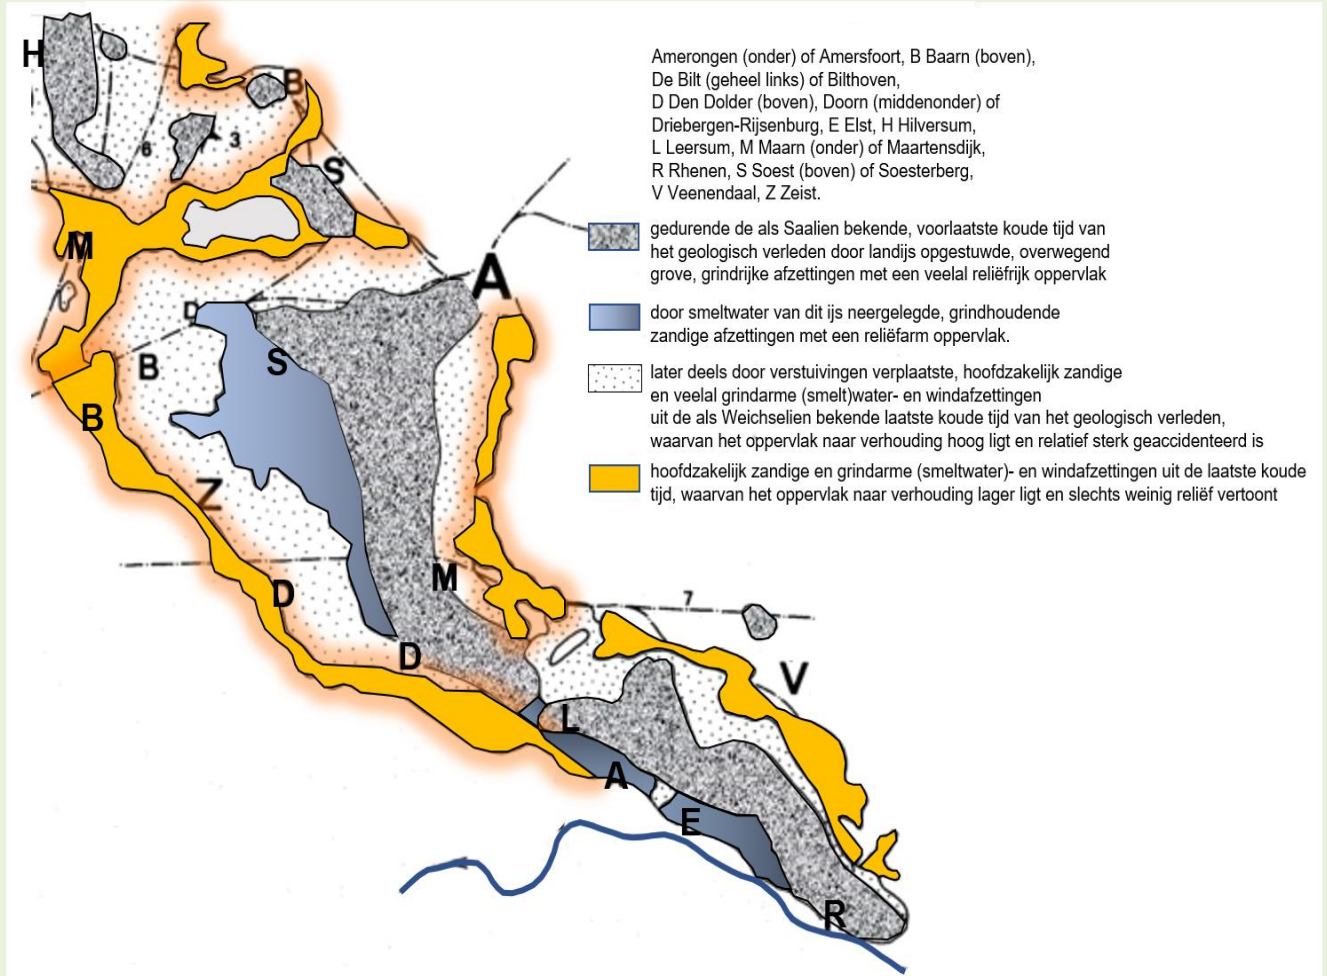 H
B
6
3
S
M
A
D
B
S
B
Z
D
M
D
7
V
L
A
E
R
Amerongen (onder) of Amersfoort, B Baarn (boven),
De Bilt (geheel links) of Bilthoven,
D Den Dolder (boven), Doorn (middenonder) of
Driebergen-Rijsenburg, E Elst, H Hilversum,
L Leersum, M Maarn (onder) of Maartensdijk,
R Rhenen, S Soest (boven) of Soesterberg,
V Veenendaal, Z Zeist.
gedurende de als Saalien bekende, voorlaatste koude tijd van
het geologisch verleden door landijs opgestuwde, overwegend
grove, grindrijke afzettingen met een veelal reliëfrijk oppervlak
door smeltwater van dit ijs neergelegde, grindhoudende
zandige afzettingen met een reliëfarm oppervlak.
later deels door verstuivingen verplaatste, hoofdzakelijk zandige
en veelal grindarme (smelt)water- en windafzettingen
uit de als Weichselien bekende laatste koude tijd van het geologisch verleden,
waarvan het oppervlak naar verhouding hoog ligt en relatief sterk geaccidenteerd is
hoofdzakelijk zandige en grindarme (smeltwater)- en windafzettingen uit de laatste koude
tijd, waarvan het oppervlak naar verhouding lager ligt en slechts weinig reliëf vertoont